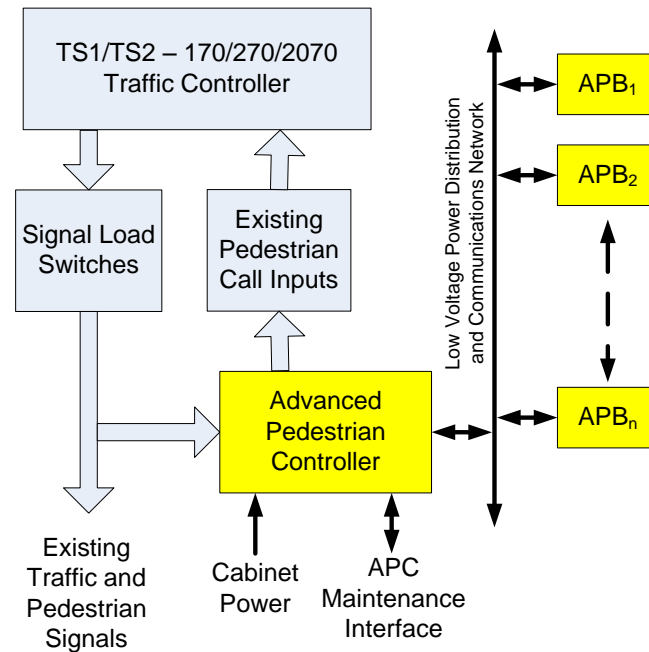 TS1/TS2 – 170/270/2070
Traffic Controller
Signal Load
Switches
Existing
Pedestrian
Call Inputs
Advanced
Pedestrian
Controller
Existing
Traffic and
Pedestrian
Signals
Cabinet
Power
APC
Maintenance
Interface
Low Voltage Power Distribution
and Communications Network
APB₁
APB₂
APBₙ